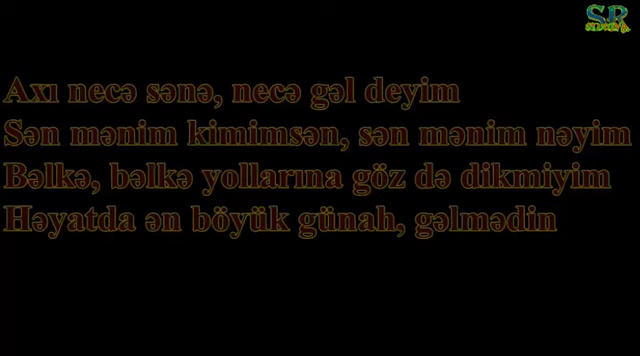 SR
Axı necə sənə, necə gəl deyim
Sən mənim kimimsən, sən mənim nəyim
Bəlkə, bəlkə yollarına göz də dikmiyim
Həyatda ən böyük günah, gəlmədin